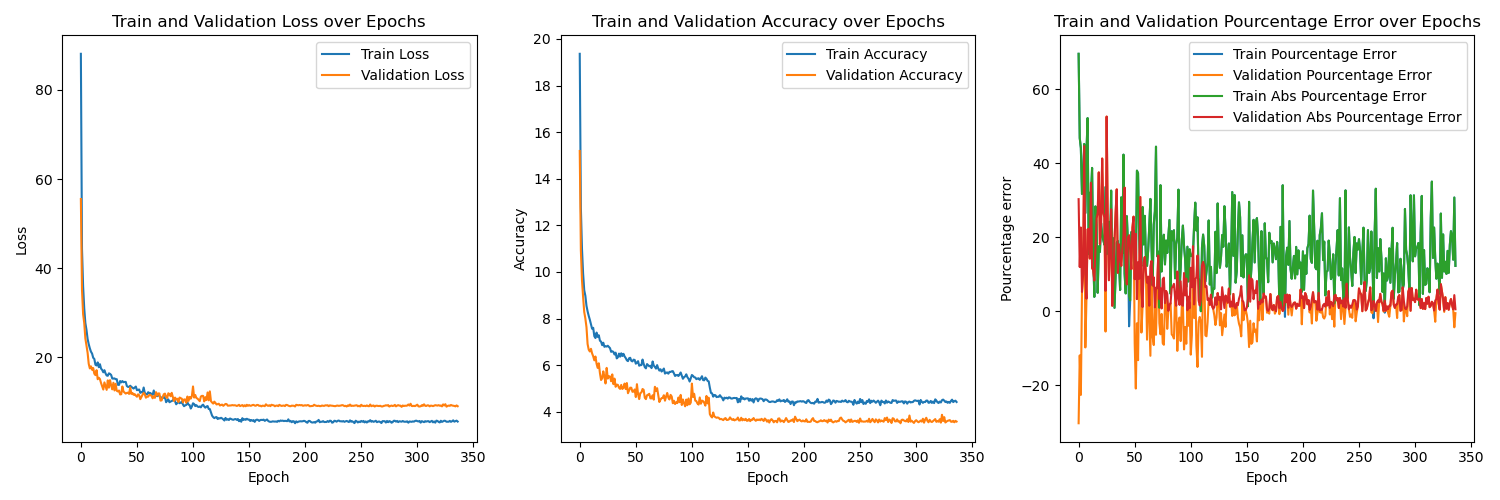 Train and Validation Loss over Epochs
Train Loss
Validation Loss
80
60
40
20
Loss
0 50 100 150 200 250 300 350
Epoch
Train and Validation Accuracy over Epochs
Train Accuracy
Validation Accuracy
20
18
16
14
12
10
8
6
4
Accuracy
0 50 100 150 200 250 300 350
Epoch
Train and Validation Pourcentage Error over Epochs
Train Pourcentage Error
Validation Pourcentage Error
Train Abs Pourcentage Error
Validation Abs Pourcentage Error
60
40
20
0
−20
Pourcentage error
0 50 100 150 200 250 300 350
Epoch